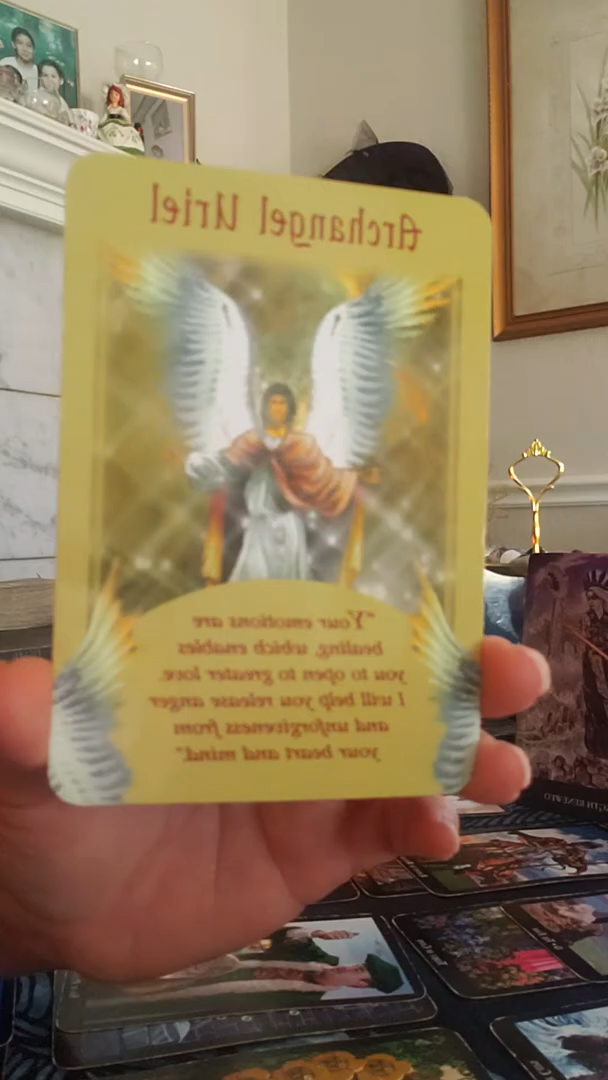 Archangel Uriel
"Your emotions are
healing, which enables
you to open to greater love.
I will help you release anger
and unforgiveness from
your heart and mind."